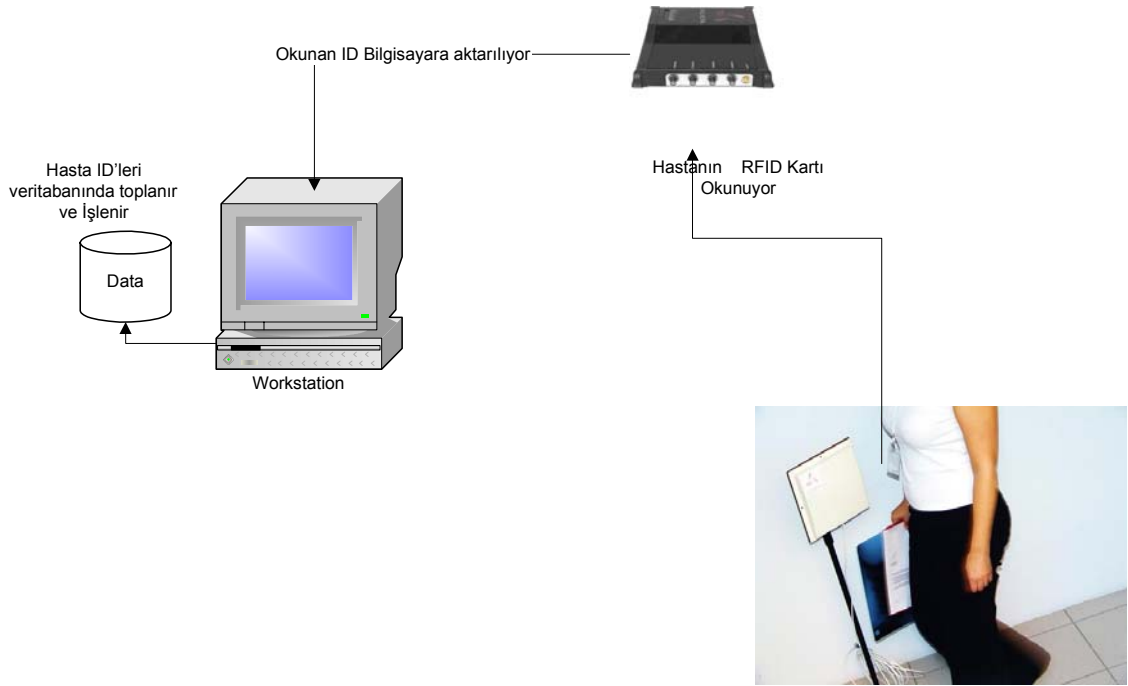 Okunan ID Bilgisayara aktarılıyor
Hasta ID'leri
veritabanında toplanır
ve İşlenir
Data
Workstation
Hastanın RFID Kartı
Okunuyor